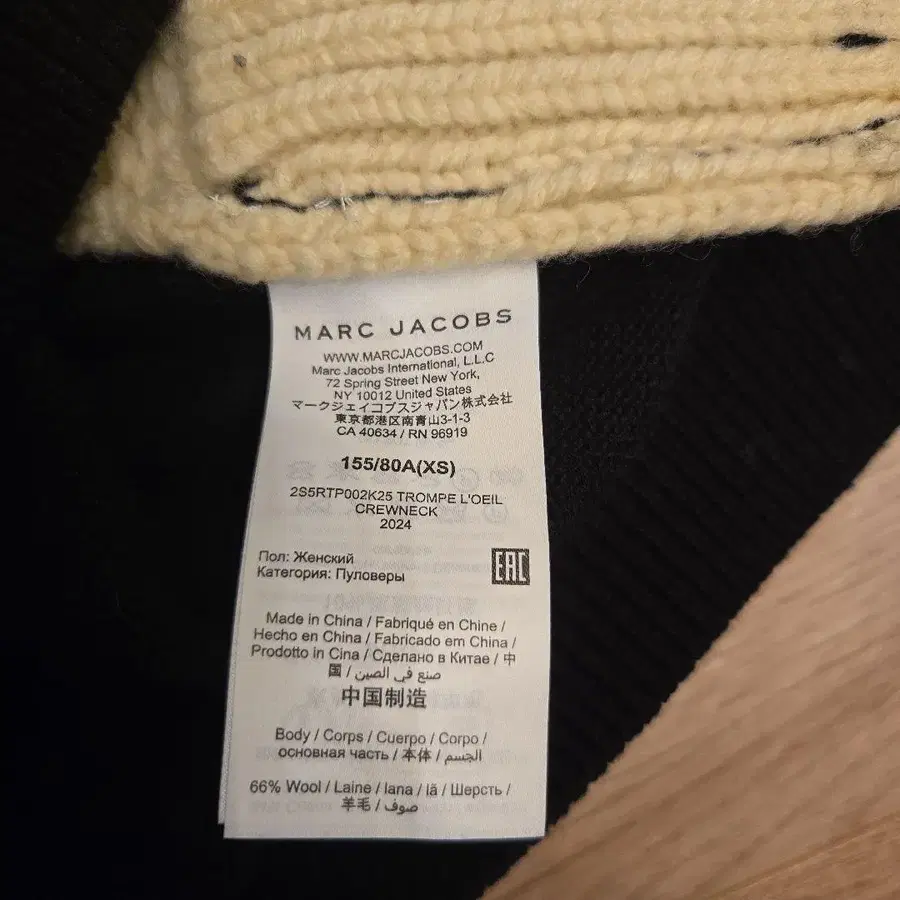 MARC JACOBS
WWW.MARCJACOBS.COM
Marc Jacobs International, L.L.C
72 Spring Street New York,
NY 10012 United States
マークジェイコブスジャパン株式会社
東京都港区南青山3-1-3
CA 40634 / RN 96919
155/80A(XS)
2S5RTP002K25 TROMPE L'OEIL
CREWNECK
2024
Пол: Женский
Категория: Пуловеры
EAC
Made in China / Fabriqué en Chine /
Hecho en China / Fabricado em China /
Prodotto in Cina / Сделано в Китае / 中
国 / صنع في الصين
中国制造
Body / Corps / Cuerpo / Corpo /
основная часть / 本体 / الجسم
66% Wool / Laine / lana / lã / Шерсть /
羊毛 / صوف